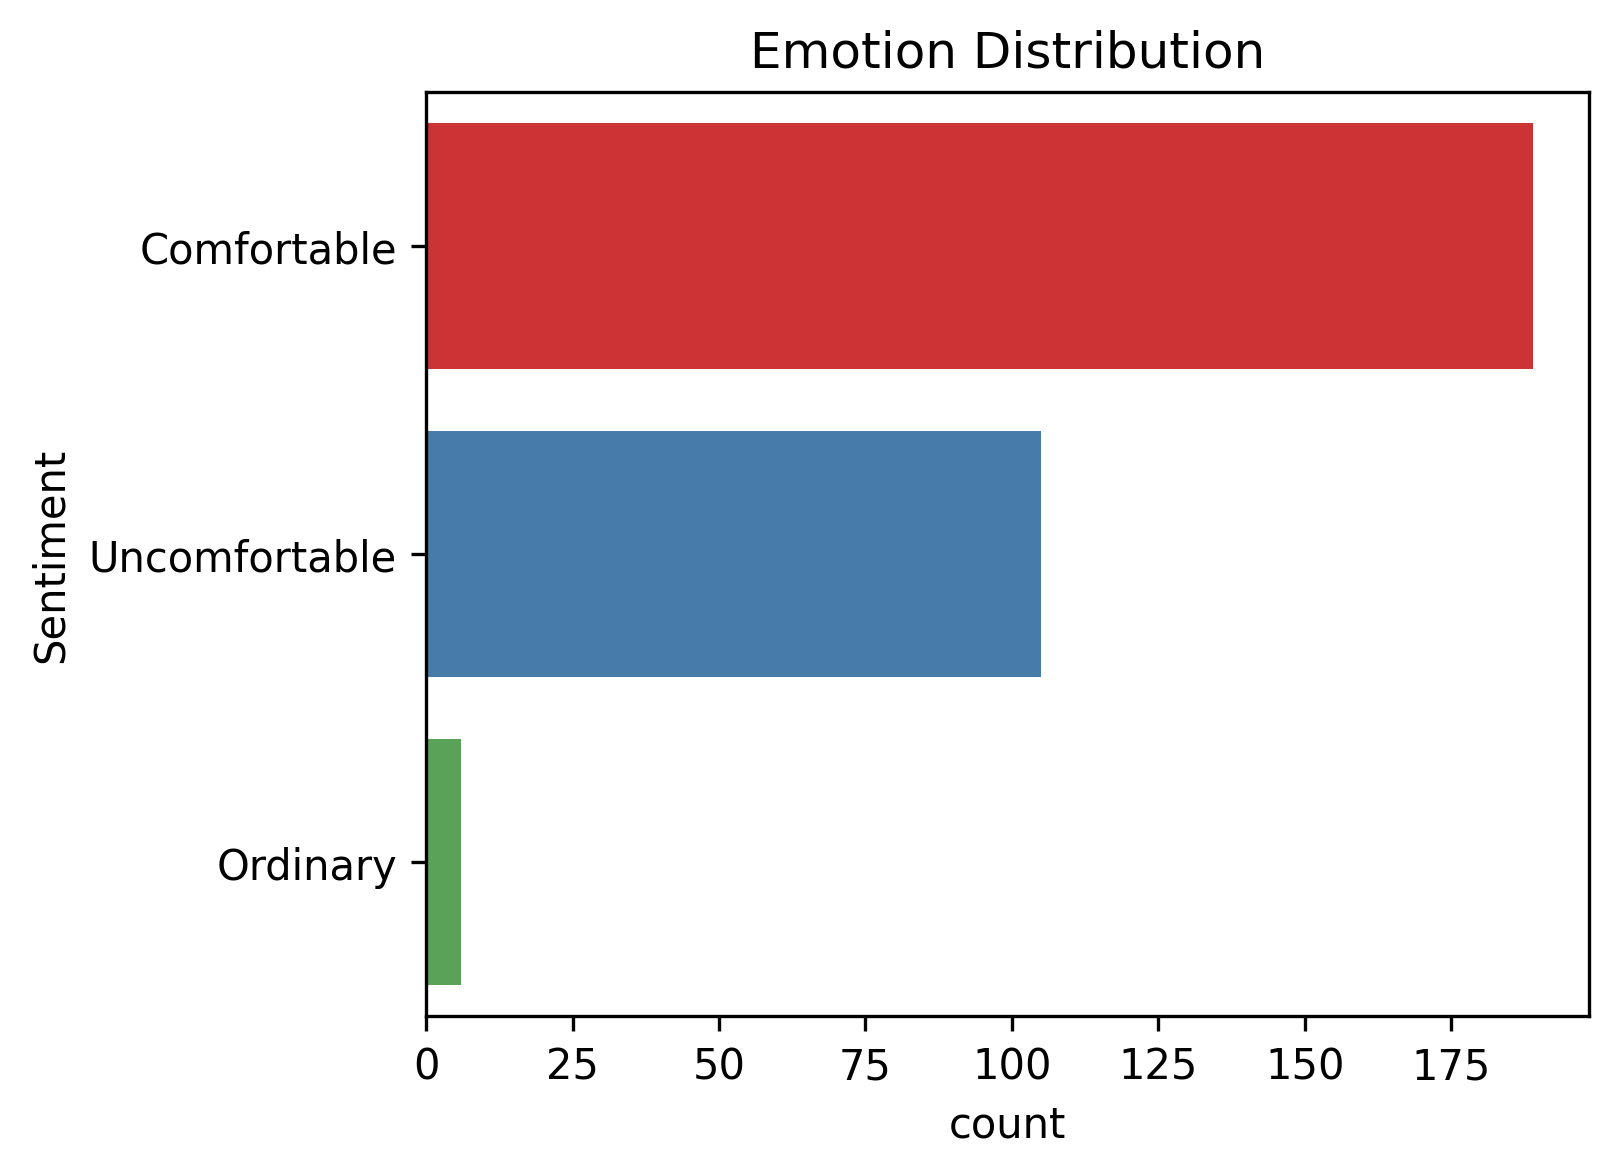 Emotion Distribution
Sentiment
Comfortable
Uncomfortable
Ordinary
0 25 50 75 100 125 150 175
count